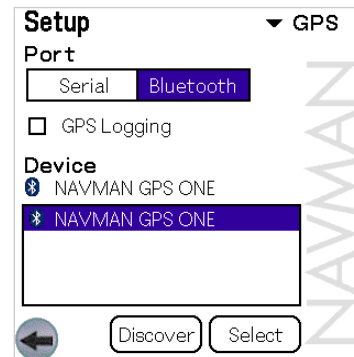 Setup GPS
Port
Serial Bluetooth
GPS Logging
Device
NAVMAN GPS ONE
NAVMAN GPS ONE
Discover Select
NAVMAN